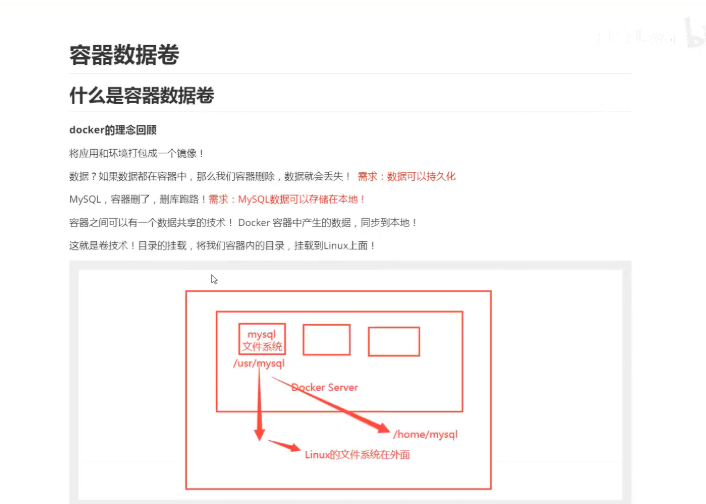 容器数据卷
什么是容器数据卷
docker的理念回顾
将应用和环境打包成一个镜像！
数据？如果数据都在容器中，那么我们容器删除，数据就会丢失！ 需求：数据可以持久化
MySQL，容器删了，删库跑路！需求：MySQL数据可以存储在本地！
容器之间可以有一个数据共享的技术！ Docker 容器中产生的数据，同步到本地！
这就是卷技术！目录的挂载，将我们容器内的目录，挂载到Linux上面！
mysql
文件系统
/usr/mysql
Docker Server
/home/mysql
Linux的文件系统在外面